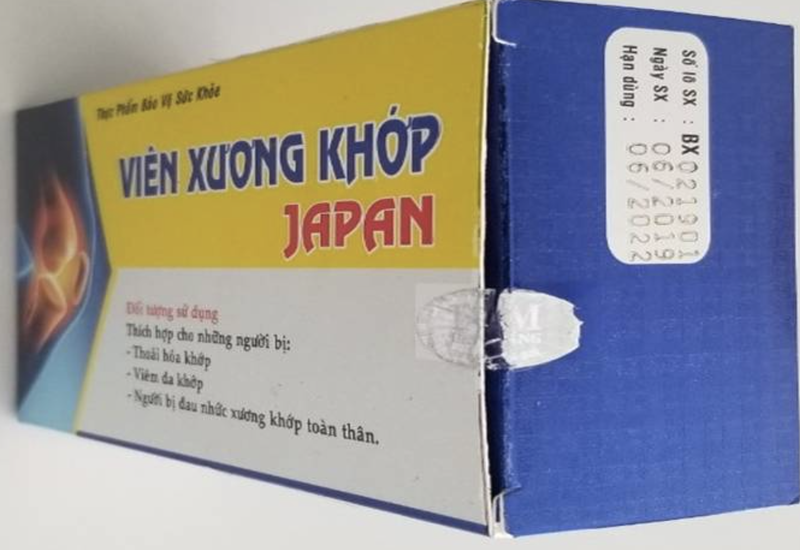 Thực Phẩm Bảo Vệ Sức Khỏe
VIÊN XƯƠNG KHỚP
JAPAN
Đối tượng sử dụng
Thích hợp cho những người bị:
- Thoái hóa khớp
- Viêm đa khớp
- Người bị đau nhức xương khớp toàn thân.
Số lô SX : BX021901
Ngày SX : 06/2019
Hạn dùng : 06/2022